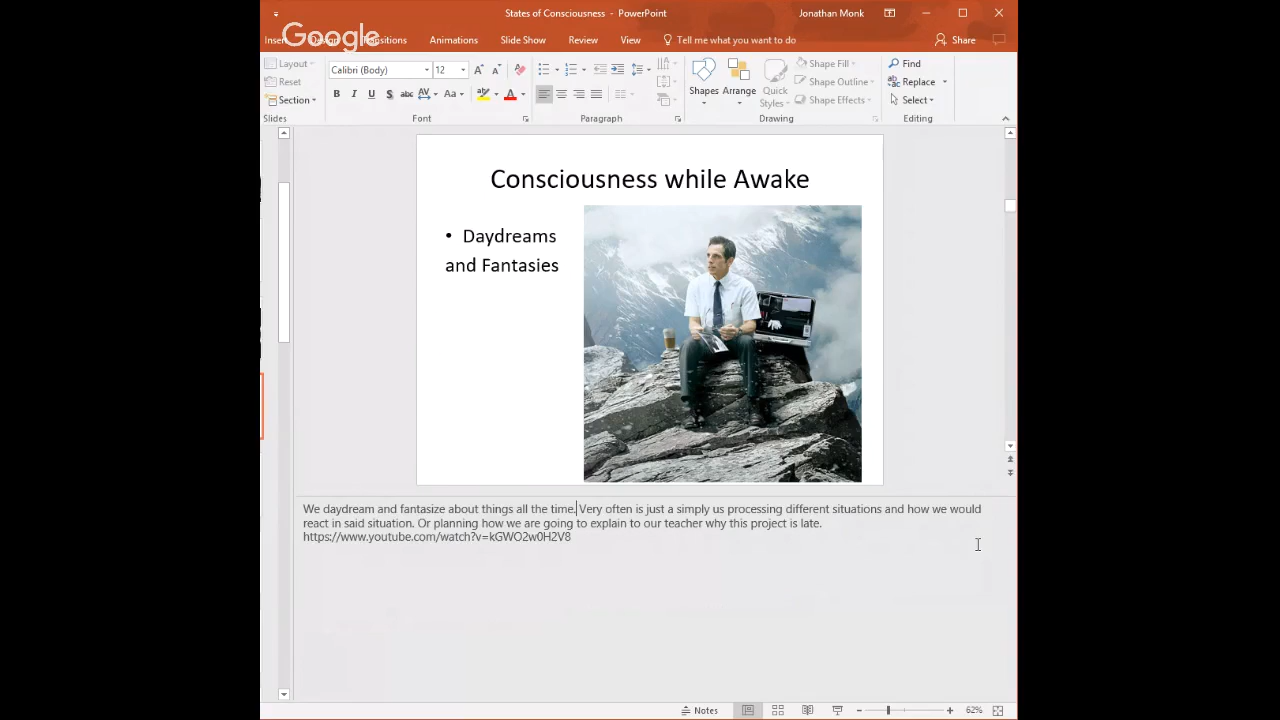 States of Consciousness - PowerPoint
Jonathan Monk
Google
Animations
Slide Show
Review
View
Tell me what you want to do
Share
Layout
Reset
Section
Slides
Calibri (Body)
12
B I U S abc AV Aa
Font
Paragraph
Shapes
Arrange
Quick
Styles
Shape Fill
Shape Outline
Shape Effects
Drawing
Find
Replace
Select
Editing
Consciousness while Awake
• Daydreams
and Fantasies
We daydream and fantasize about things all the time. Very often is just a simply us processing different situations and how we would
react in said situation. Or planning how we are going to explain to our teacher why this project is late.
https://www.youtube.com/watch?v=kGWO2w0H2V8
Notes
62%